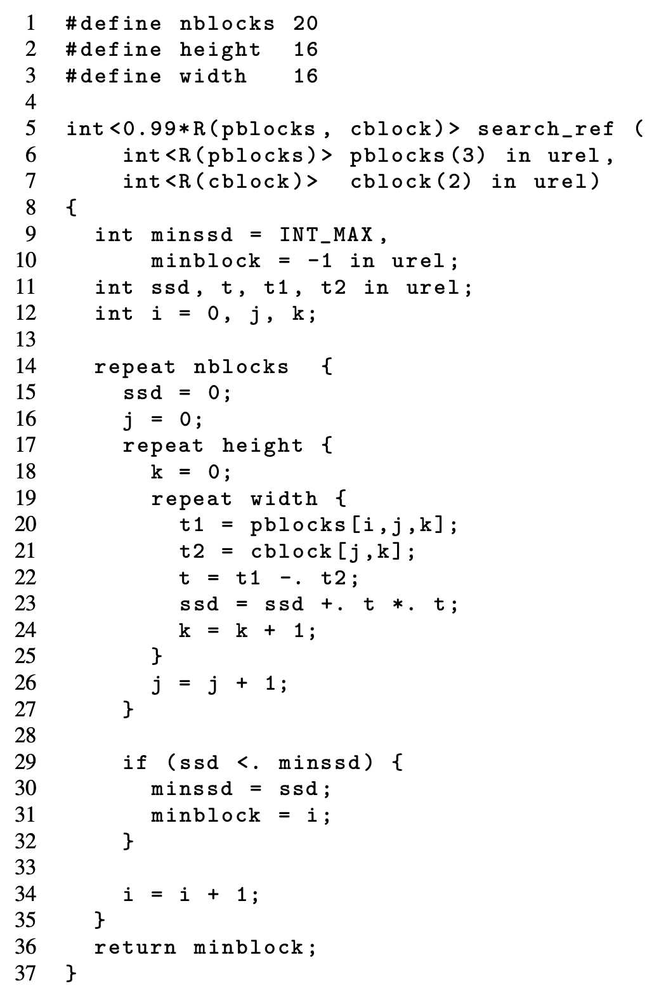 1 #define nblocks 20
2 #define height  16
3 #define width   16
4
5 int<0.99*R(pblocks, cblock)> search_ref (
6     int<R(pblocks)> pblocks(3) in urel,
7     int<R(cblock)>  cblock(2) in urel)
8 {
9   int minssd = INT_MAX,
10       minblock = -1 in urel;
11   int ssd, t, t1, t2 in urel;
12   int i = 0, j, k;
13
14   repeat nblocks  {
15     ssd = 0;
16     j = 0;
17     repeat height {
18       k = 0;
19       repeat width {
20         t1 = pblocks[i,j,k];
21         t2 = cblock[j,k];
22         t = t1 -. t2;
23         ssd = ssd +. t *. t;
24         k = k + 1;
25       }
26       j = j + 1;
27     }
28
29     if (ssd <. minssd) {
30       minssd = ssd;
31       minblock = i;
32     }
33
34     i = i + 1;
35   }
36   return minblock;
37 }